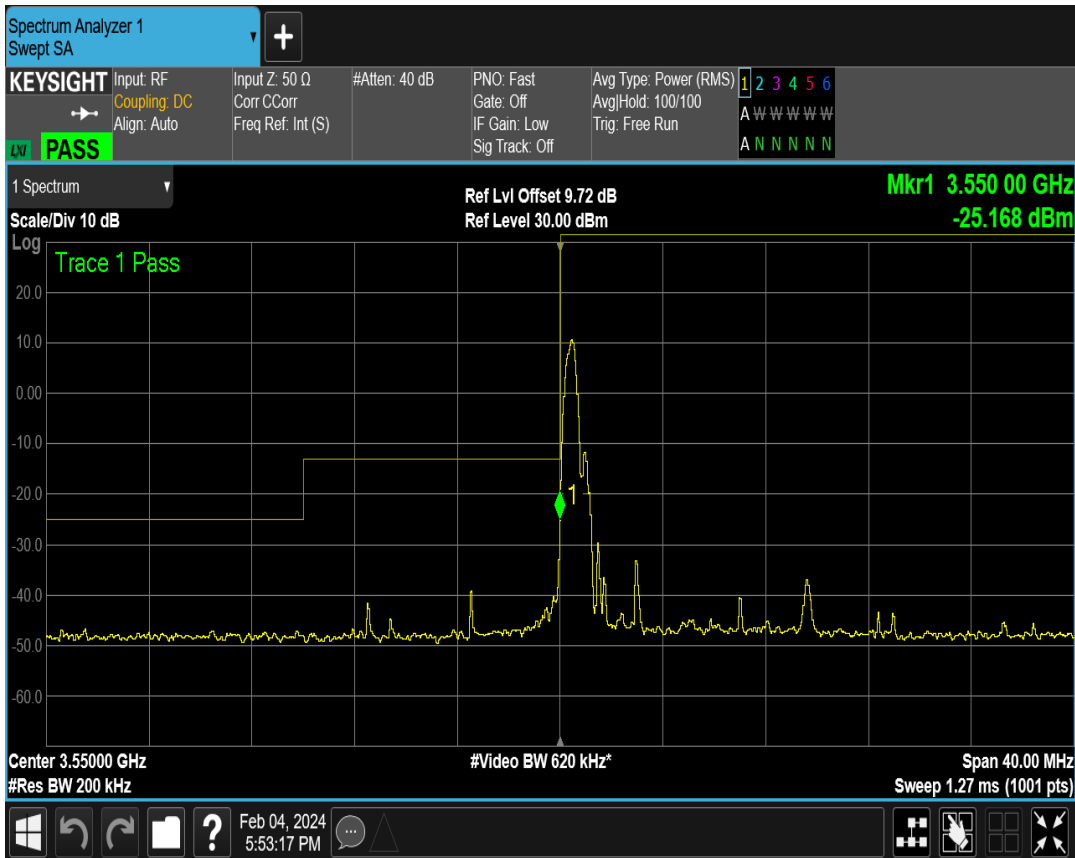 Spectrum Analyzer 1
Swept SA
+
KEYSIGHT
LXI PASS
Input: RF
Coupling: DC
Align: Auto
Input Z: 50 Ω
Corr CCorr
Freq Ref: Int (S)
#Atten: 40 dB
PNO: Fast
Gate: Off
IF Gain: Low
Sig Track: Off
Avg Type: Power (RMS)
Avg|Hold: 100/100
Trig: Free Run
1 2 3 4 5 6
A W W W W W
A N N N N N
1 Spectrum
Scale/Div 10 dB
Ref Lvl Offset 9.72 dB
Ref Level 30.00 dBm
Mkr1 3.550 00 GHz
-25.168 dBm
Log
Trace 1 Pass
20.0
10.0
0.00
-10.0
-20.0
1
-30.0
-40.0
-50.0
-60.0
Center 3.55000 GHz
#Video BW 620 kHz*
Span 40.00 MHz
#Res BW 200 kHz
Sweep 1.27 ms (1001 pts)
?
Feb 04, 2024
5:53:17 PM